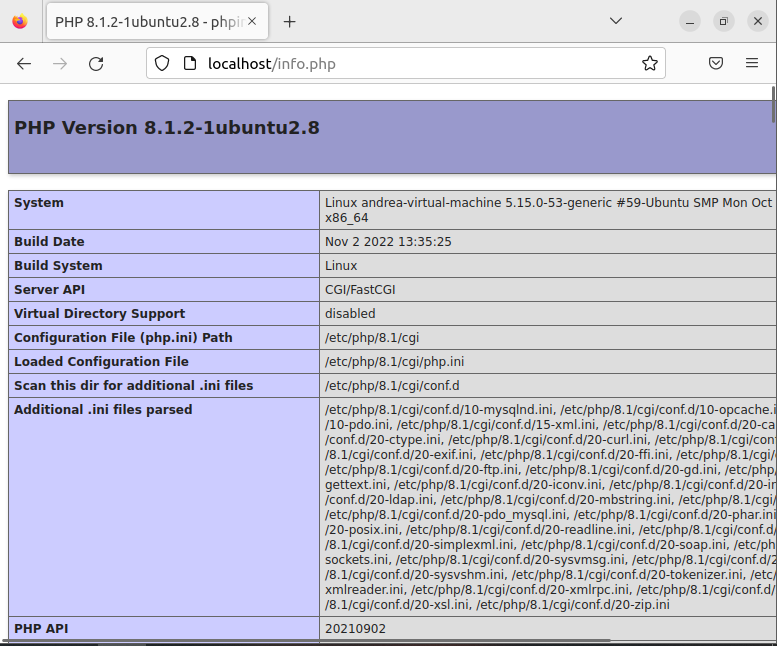 PHP 8.1.2-1ubuntu2.8 - phpin
localhost/info.php
PHP Version 8.1.2-1ubuntu2.8
System
Linux andrea-virtual-machine 5.15.0-53-generic #59-Ubuntu SMP Mon Oct
x86_64
Build Date
Nov 2 2022 13:35:25
Build System
Linux
Server API
CGI/FastCGI
Virtual Directory Support
disabled
Configuration File (php.ini) Path
/etc/php/8.1/cgi
Loaded Configuration File
/etc/php/8.1/cgi/php.ini
Scan this dir for additional .ini files
/etc/php/8.1/cgi/conf.d
Additional .ini files parsed
/etc/php/8.1/cgi/conf.d/10-mysqlnd.ini, /etc/php/8.1/cgi/conf.d/10-opcache.i
/10-pdo.ini, /etc/php/8.1/cgi/conf.d/15-xml.ini, /etc/php/8.1/cgi/conf.d/20-ca
/conf.d/20-ctype.ini, /etc/php/8.1/cgi/conf.d/20-curl.ini, /etc/php/8.1/cgi/con
/8.1/cgi/conf.d/20-exif.ini, /etc/php/8.1/cgi/conf.d/20-ffi.ini, /etc/php/8.1/cgi/
/etc/php/8.1/cgi/conf.d/20-ftp.ini, /etc/php/8.1/cgi/conf.d/20-gd.ini, /etc/php/
gettext.ini, /etc/php/8.1/cgi/conf.d/20-iconv.ini, /etc/php/8.1/cgi/conf.d/20-in
/conf.d/20-ldap.ini, /etc/php/8.1/cgi/conf.d/20-mbstring.ini, /etc/php/8.1/cgi/
/etc/php/8.1/cgi/conf.d/20-pdo_mysql.ini, /etc/php/8.1/cgi/conf.d/20-phar.ini
/20-posix.ini, /etc/php/8.1/cgi/conf.d/20-readline.ini, /etc/php/8.1/cgi/conf.d
/8.1/cgi/conf.d/20-simplexml.ini, /etc/php/8.1/cgi/conf.d/20-soap.ini, /etc/ph
sockets.ini, /etc/php/8.1/cgi/conf.d/20-sysvmsg.ini, /etc/php/8.1/cgi/conf.d/2
/8.1/cgi/conf.d/20-sysvshm.ini, /etc/php/8.1/cgi/conf.d/20-tokenizer.ini, /etc/
xmlreader.ini, /etc/php/8.1/cgi/conf.d/20-xmlrpc.ini, /etc/php/8.1/cgi/conf.d/
/8.1/cgi/conf.d/20-xsl.ini, /etc/php/8.1/cgi/conf.d/20-zip.ini
PHP API
20210902